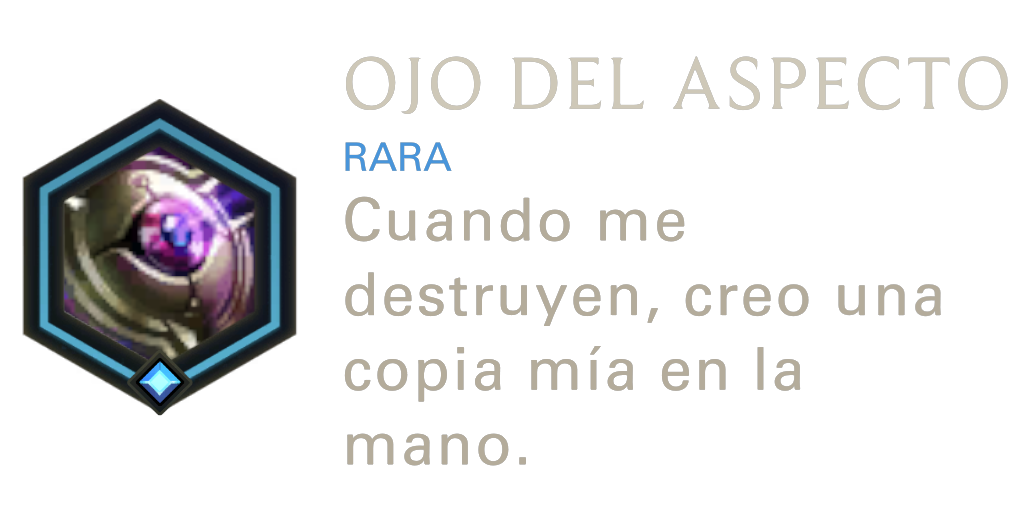 OJO DEL ASPECTO
RARA
Cuando me
destruyen, creo una
copia mía en la
mano.